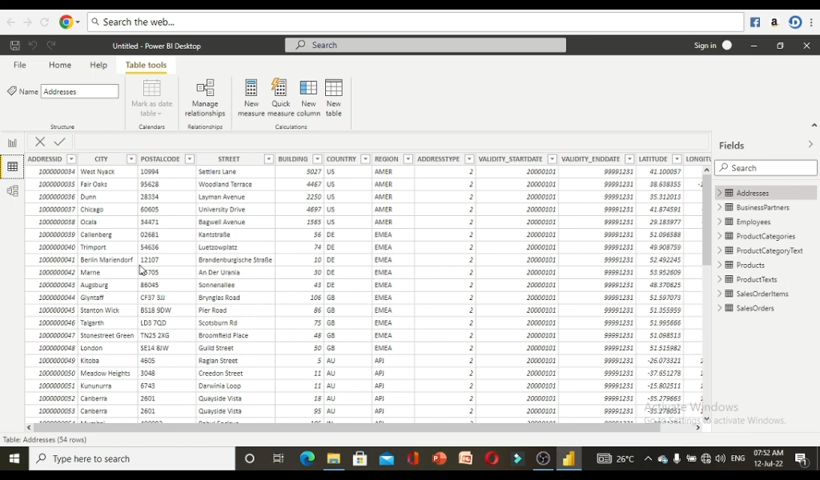 Search the web...
Untitled - Power BI Desktop
Search
Sign in
File Home Help Table tools
Name Addresses
Mark as date table
Manage relationships
New measure
Quick measure
New column
New table
Structure Calendars Relationships Calculations
ADDRESSID CITY POSTALCODE STREET BUILDING COUNTRY REGION ADDRESSTYPE VALIDITY_STARTDATE VALIDITY_ENDDATE LATITUDE LONGITU
1000000034 West Nyack 10994 Settlers Lane 5027 US AMER 2 20000101 99991231 41.100057
1000000035 Fair Oaks 95628 Woodland Terrace 4467 US AMER 2 20000101 99991231 38.638355
1000000036 Dunn 28334 Layman Avenue 2250 US AMER 2 20000101 99991231 35.312013
1000000037 Chicago 60605 University Drive 4697 US AMER 2 20000101 99991231 41.874591
1000000038 Ocala 34471 Bagwell Avenue 1565 US AMER 2 20000101 99991231 29.183977
1000000039 Callenberg 02681 Kantstraße 56 DE EMEA 2 20000101 99991231 51.096588
1000000040 Trimport 54636 Luetzowplatz 74 DE EMEA 2 20000101 99991231 49.908759
1000000041 Berlin Mariendorf 12107 Brandenburgische Straße 10 DE EMEA 2 20000101 99991231 52.492245
1000000042 Marne 25705 An Der Urania 30 DE EMEA 2 20000101 99991231 53.952609
1000000043 Augsburg 86045 Sonnenallee 43 DE EMEA 2 20000101 99991231 48.370625
1000000044 Glyntaff CF37 3JJ Brynglas Road 106 GB EMEA 2 20000101 99991231 51.597073
1000000045 Stanton Wick BS18 9DW Pier Road 86 GB EMEA 2 20000101 99991231 51.353959
1000000046 Talgarth LD3 7QD Scotsburn Rd 75 GB EMEA 2 20000101 99991231 51.995666
1000000047 Stonestreet Green TN25 2XG Broomfield Place 48 GB EMEA 2 20000101 99991231 51.098513
1000000048 London SE14 8JW Guild Street 50 GB EMEA 2 20000101 99991231 51.515982
1000000049 Kitoba 4605 Raglan Street 5 AU APJ 2 20000101 99991231 -26.073321
1000000050 Meadow Heights 3048 Creedon Street 11 AU APJ 2 20000101 99991231 -37.651278
1000000051 Kununurra 6743 Darwinia Loop 11 AU APJ 2 20000101 99991231 -15.802511
1000000052 Canberra 2601 Quayside Vista 18 AU APJ 2 20000101 99991231 -35.279663
1000000053 Canberra 2601 Quayside Vista 95 AU APJ 2 20000101 99991231 -35.278051
Fields
Search
Addresses
BusinessPartners
Employees
ProductCategories
ProductCategoryText
Products
ProductTexts
SalesOrderItems
SalesOrders
Activate Windows
Go to Settings to activate Windows.
Table: Addresses (54 rows)
Type here to search
26°C
ENG
07:52 AM
12-Jul-22